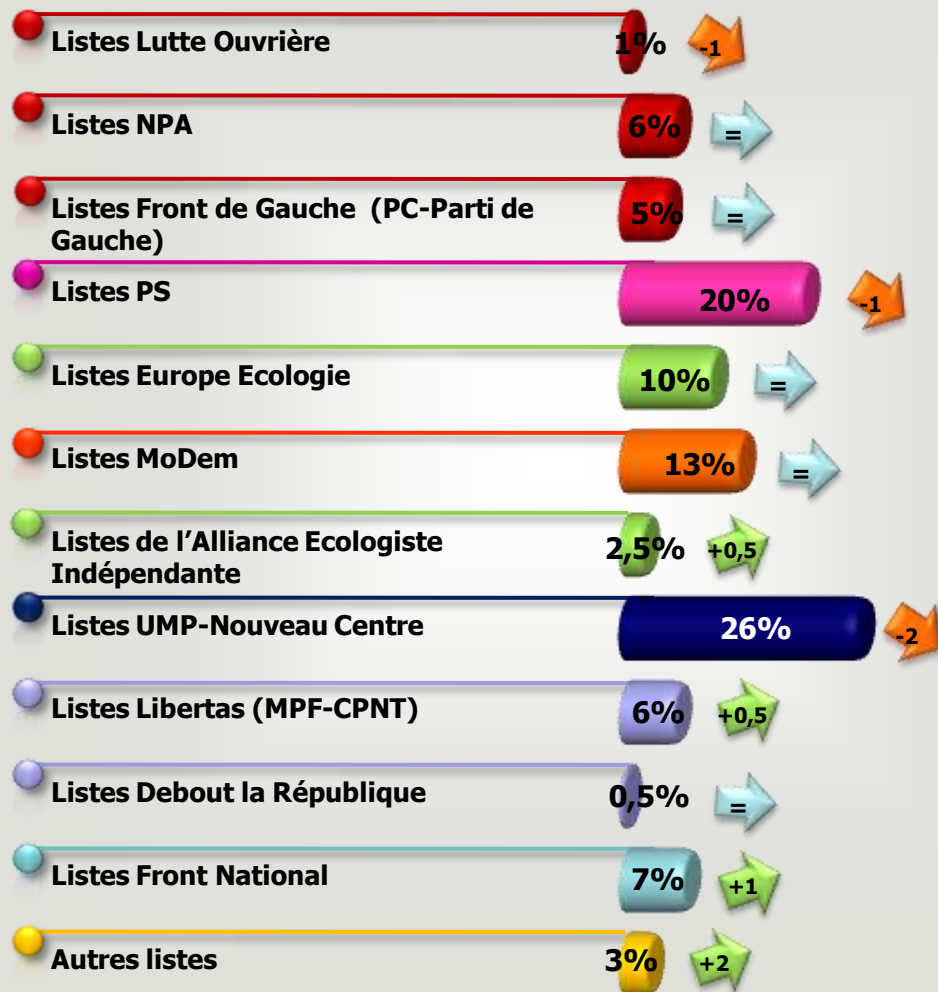 Listes Lutte Ouvrière 1% -1
Listes NPA 6% =
Listes Front de Gauche (PC-Parti de
Gauche) 5% =
Listes PS 20% -1
Listes Europe Ecologie 10% =
Listes MoDem 13% =
Listes de l’Alliance Ecologiste
Indépendante 2,5% +0,5
Listes UMP-Nouveau Centre 26% -2
Listes Libertas (MPF-CPNT) 6% +0,5
Listes Debout la République 0,5% =
Listes Front National 7% +1
Autres listes 3% +2